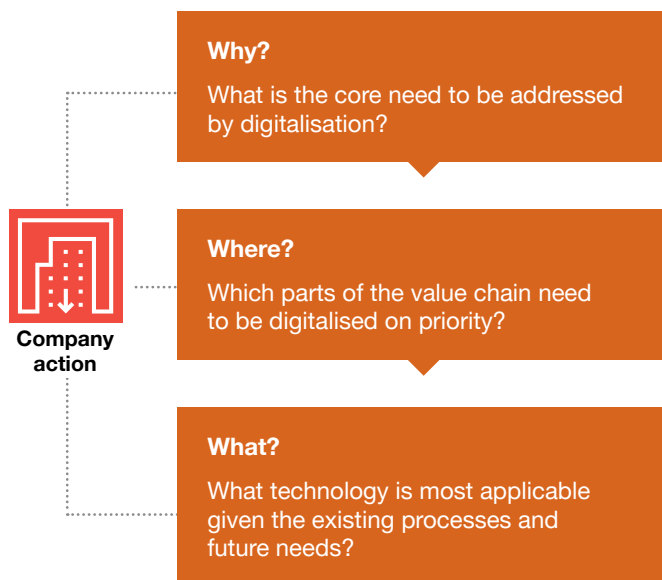 Why?
What is the core need to be addressed
by digitalisation?
Where?
Which parts of the value chain need
to be digitalised on priority?
Company
action
What?
What technology is most applicable
given the existing processes and
future needs?